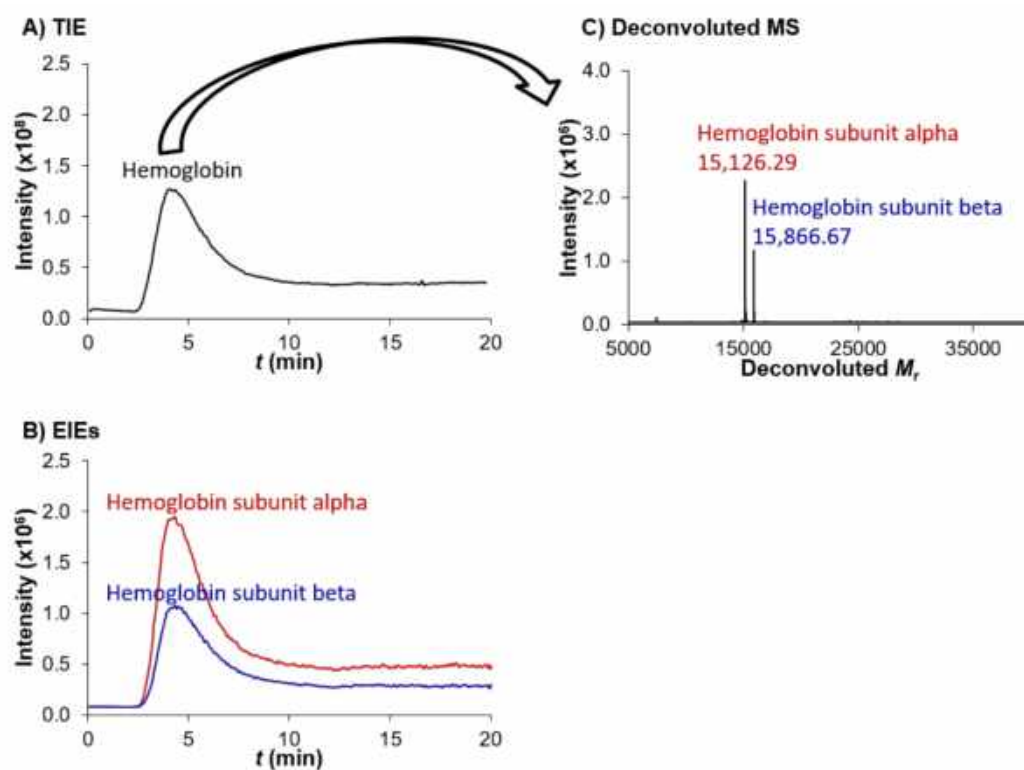 A) TIE
2.5
2.0
1.5
1.0
0.5
0.0
Intensity (x10⁸)
Hemoglobin
0 5 10 15 20
t (min)
C) Deconvoluted MS
4.0
3.0
2.0
1.0
0.0
Intensity (x10⁶)
Hemoglobin subunit alpha
15,126.29
Hemoglobin subunit beta
15,866.67
5000 15000 25000 35000
Deconvoluted Mᵣ
B) EIEs
2.5
2.0
1.5
1.0
0.5
0.0
Intensity (x10⁶)
Hemoglobin subunit alpha
Hemoglobin subunit beta
0 5 10 15 20
t (min)